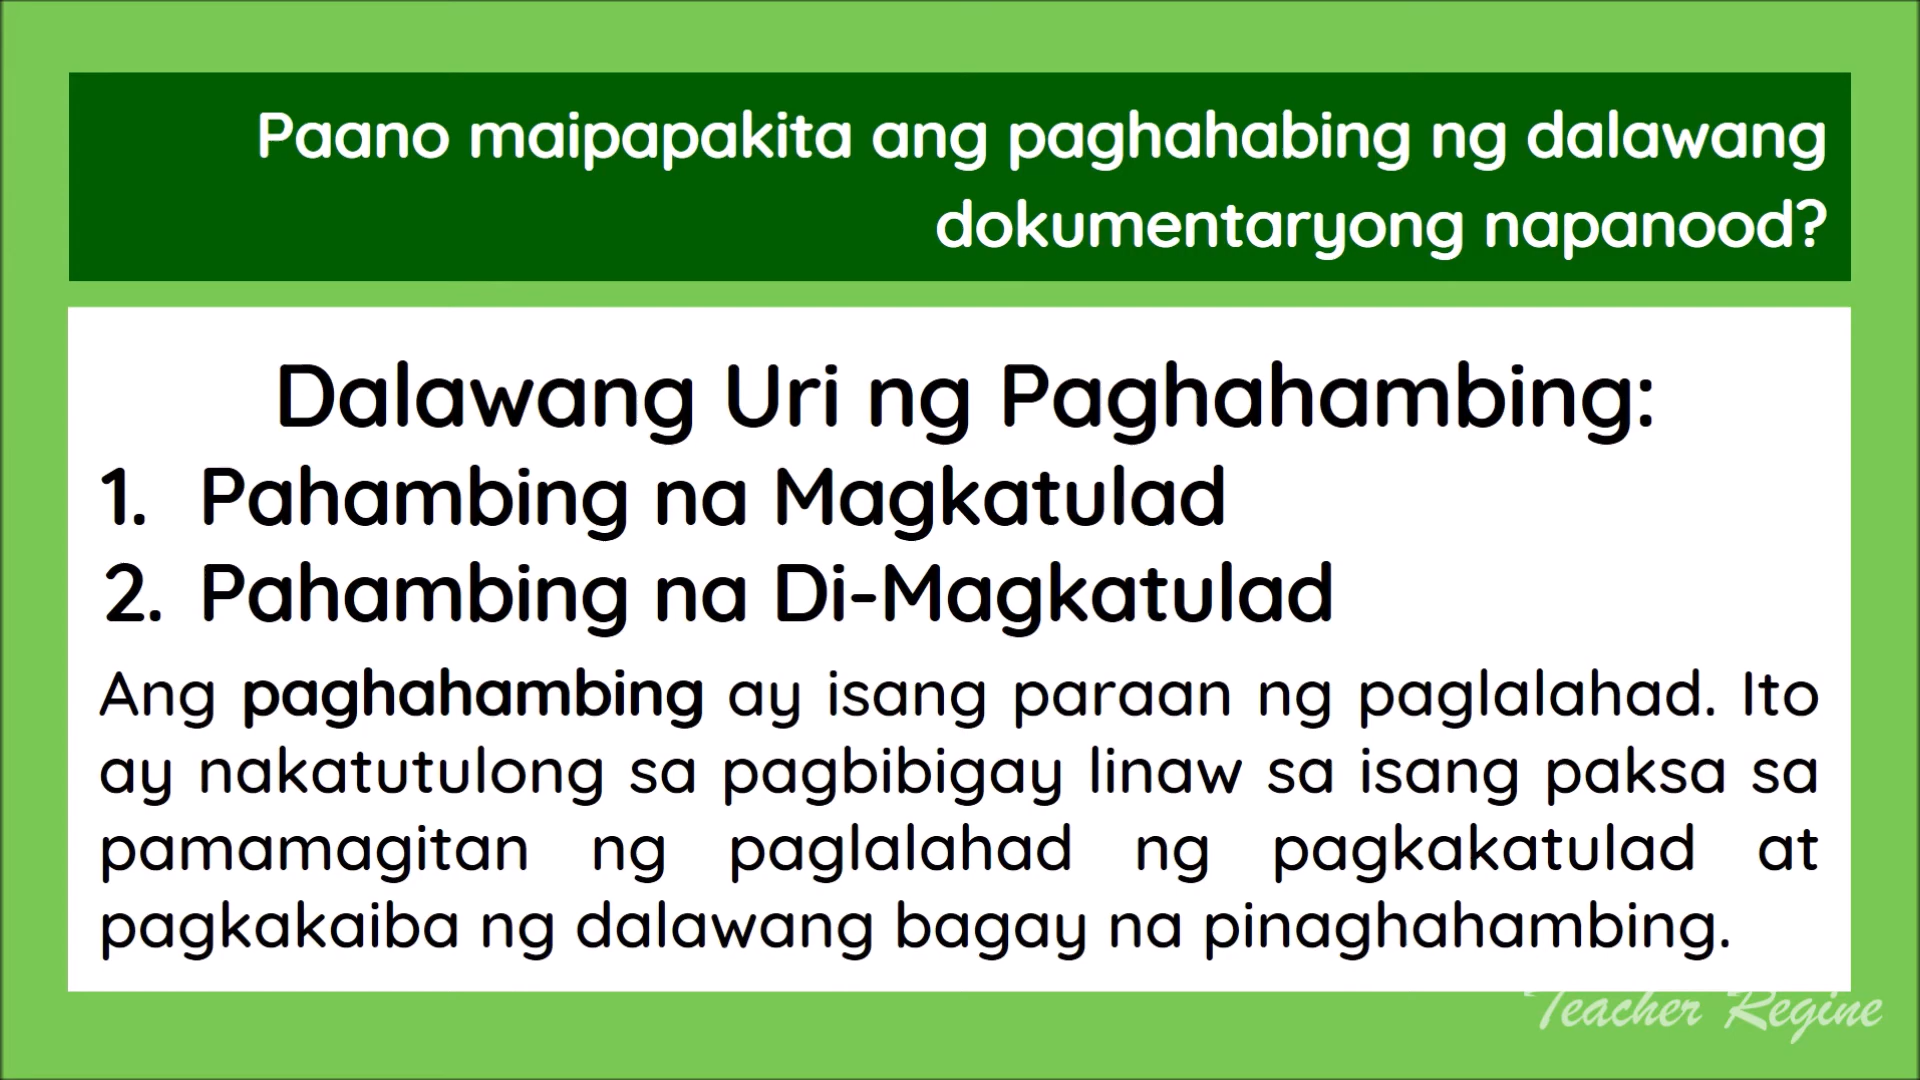 Paano maipapakita ang paghahabing ng dalawang
dokumentaryong napanood?
Dalawang Uri ng Paghahambing:
1. Pahambing na Magkatulad
2. Pahambing na Di-Magkatulad
Ang paghahambing ay isang paraan ng paglalahad. Ito
ay nakatutulong sa pagbibigay linaw sa isang paksa sa
pamamagitan ng paglalahad ng pagkakatulad at
pagkakaiba ng dalawang bagay na pinaghahambing.
Teacher Regine